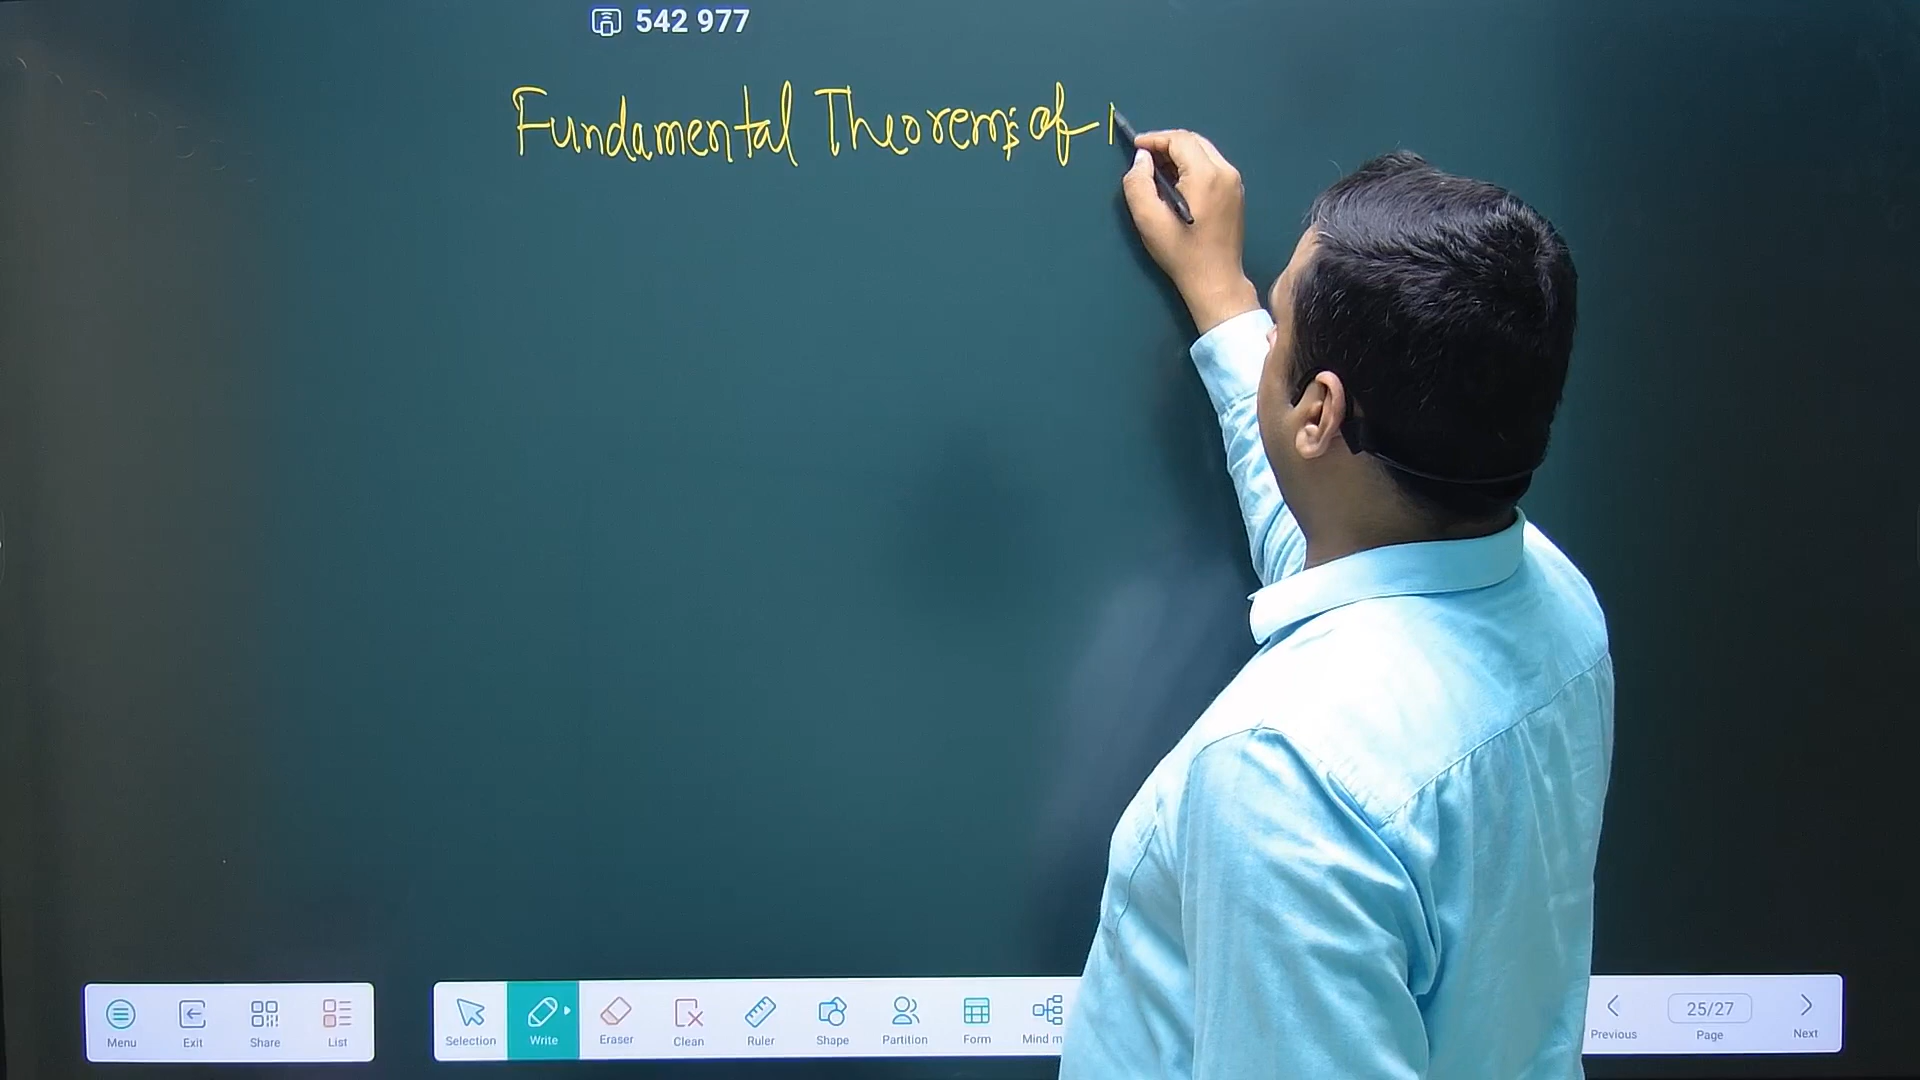 542 977
Fundamental Theorems of
Menu Exit Share List
Selection Write Eraser Clean Ruler Shape Partition Form Mind m
Previous 25/27 Page Next